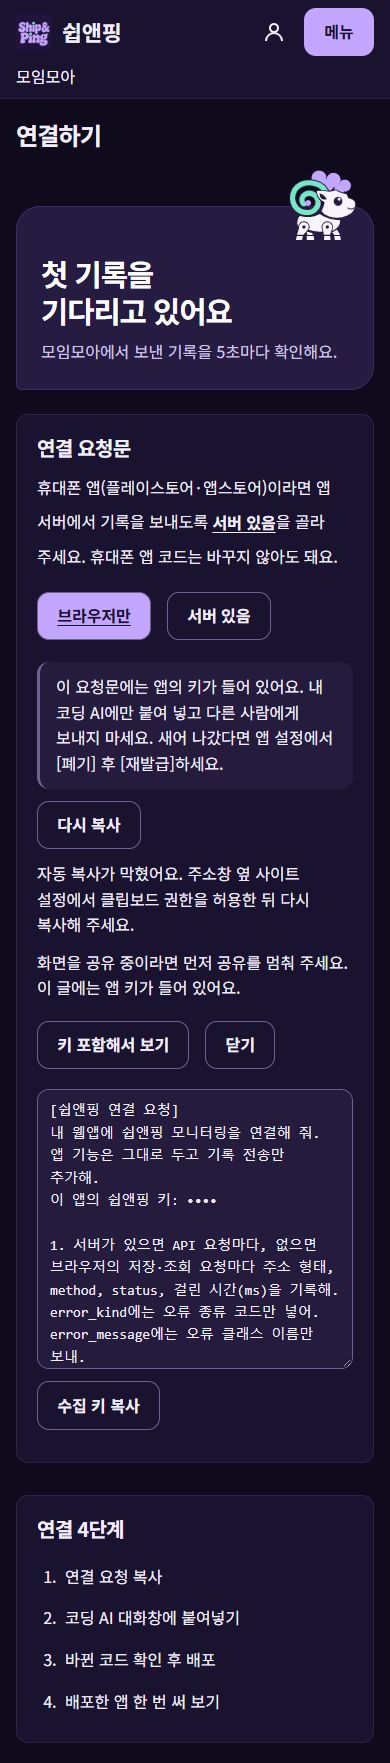 Ship&
Ping
쉽앤핑
메뉴
모임모아
연결하기
첫 기록을
기다리고 있어요
모임모아에서 보낸 기록을 5초마다 확인해요.
연결 요청문
휴대폰 앱(플레이스토어·앱스토어)이라면 앱
서버에서 기록을 보내도록 서버 있음을 골라
주세요. 휴대폰 앱 코드는 바꾸지 않아도 돼요.
브라우저만
서버 있음
이 요청문에는 앱의 키가 들어 있어요. 내
코딩 AI에만 붙여 넣고 다른 사람에게
보내지 마세요. 새어 나갔다면 앱 설정에서
[폐기] 후 [재발급]하세요.
다시 복사
자동 복사가 막혔어요. 주소창 옆 사이트
설정에서 클립보드 권한을 허용한 뒤 다시
복사해 주세요.
화면을 공유 중이라면 먼저 공유를 멈춰 주세요.
이 글에는 앱 키가 들어 있어요.
키 포함해서 보기
닫기
[쉽앤핑 연결 요청]
내 웹앱에 쉽앤핑 모니터링을 연결해 줘.
앱 기능은 그대로 두고 기록 전송만
추가해.
이 앱의 쉽앤핑 키: ••••
1. 서버가 있으면 API 요청마다, 없으면
브라우저의 저장·조회 요청마다 주소 형태,
method, status, 걸린 시간(ms)을 기록해.
error_kind에는 오류 종류 코드만 넣어.
error_message에는 오류 클래스 이름만
보내.
수집 키 복사
연결 4단계
1. 연결 요청 복사
2. 코딩 AI 대화창에 붙여넣기
3. 바뀐 코드 확인 후 배포
4. 배포한 앱 한 번 써 보기